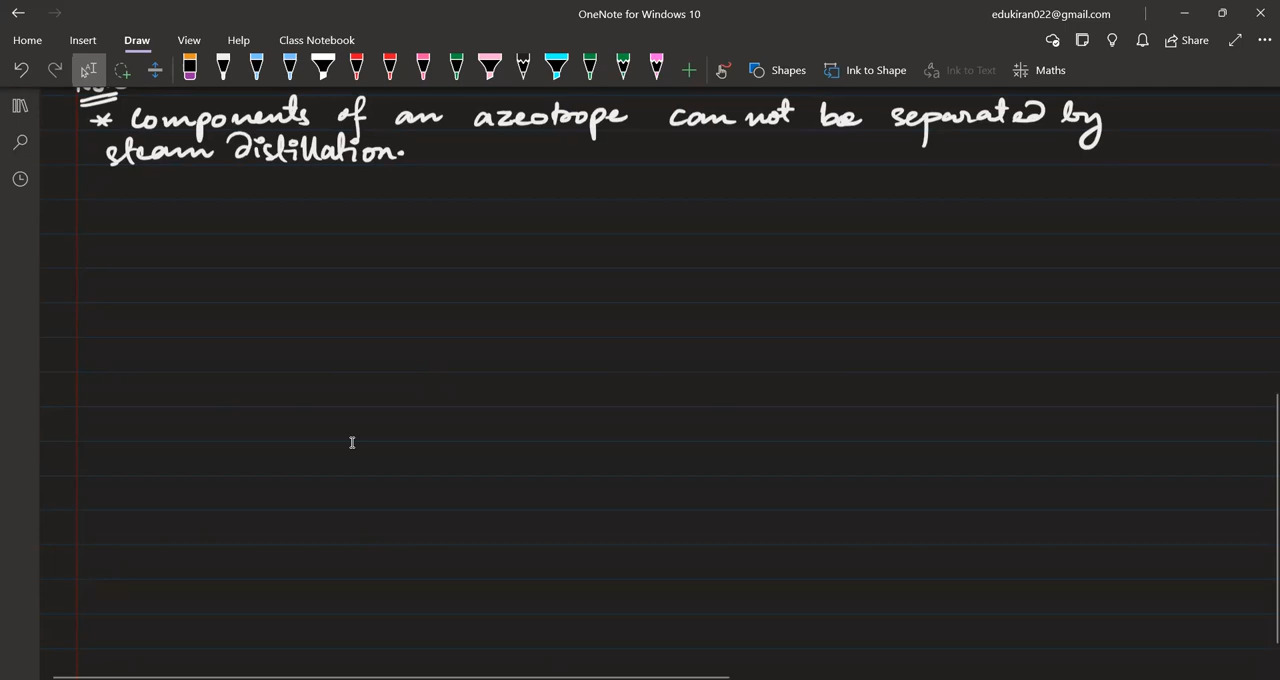 OneNote for Windows 10
edukiran022@gmail.com
Home Insert Draw View Help Class Notebook
Share
Shapes Ink to Shape Ink to Text Maths
* components of an azeotrope can not be separated by
steam distillation.